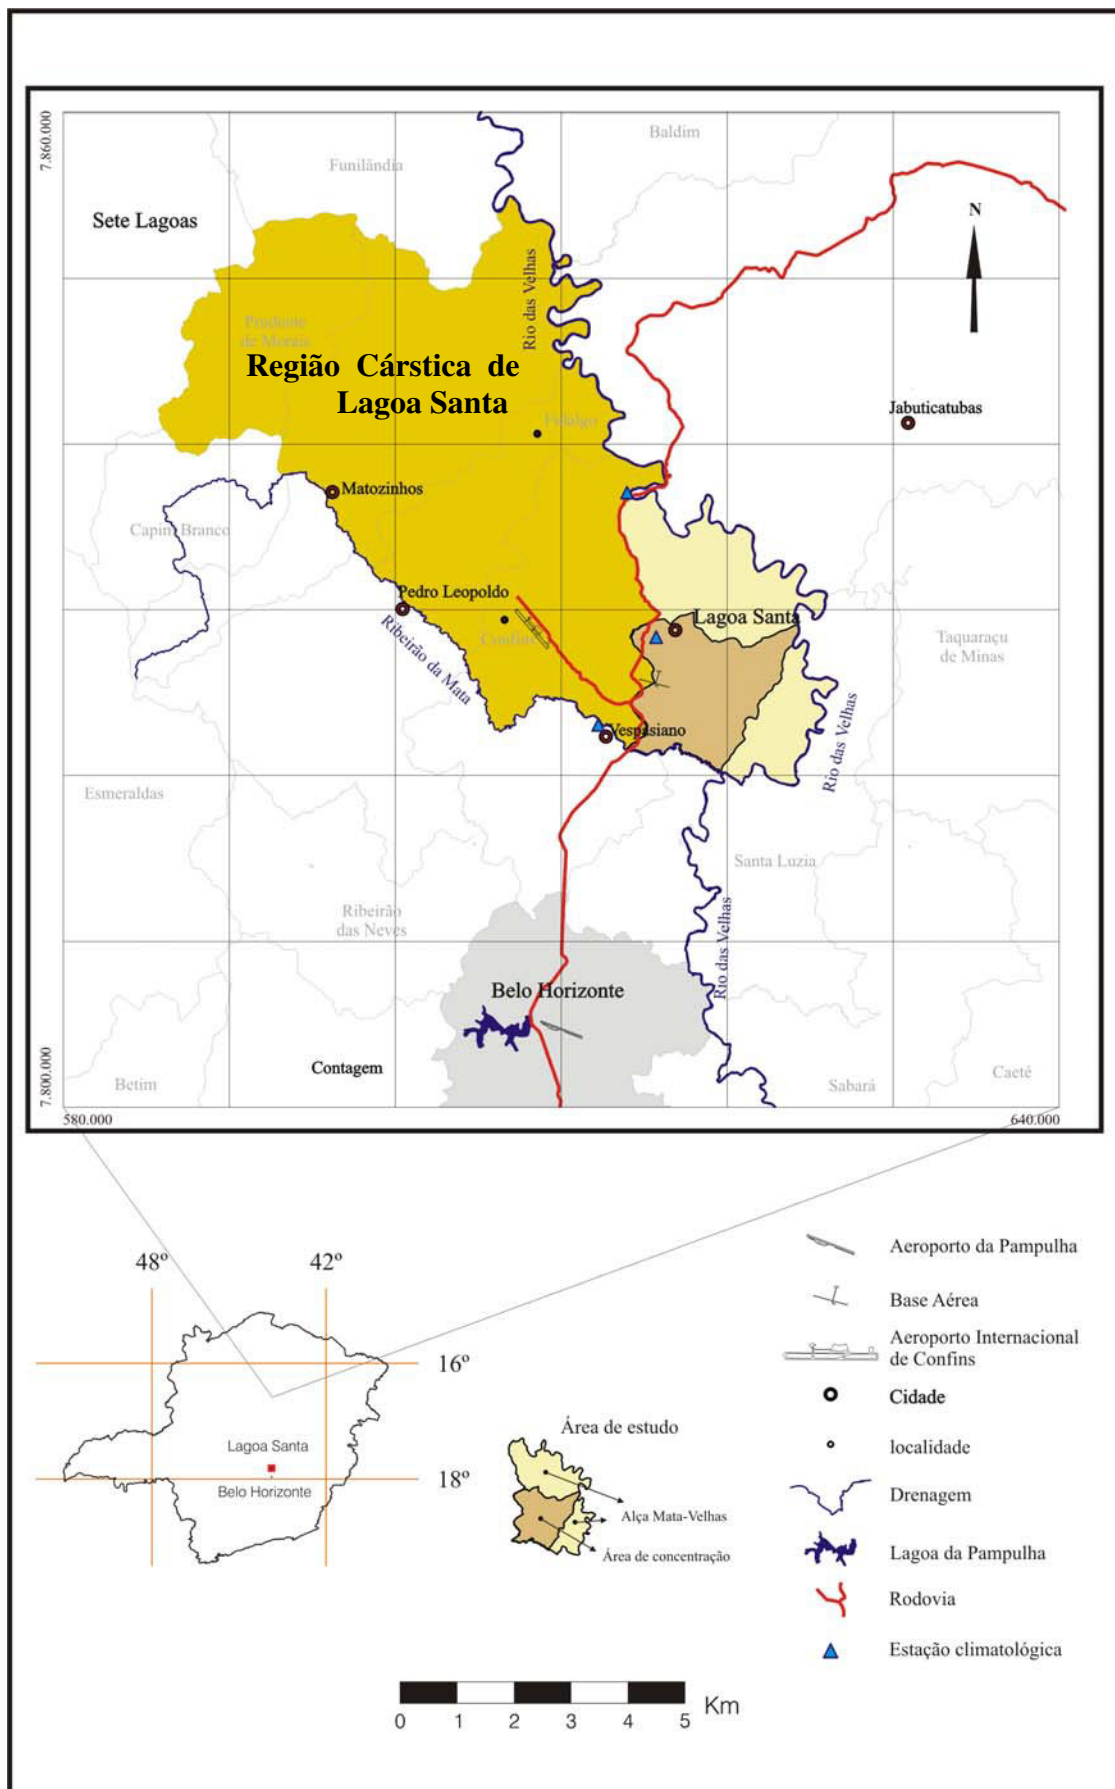 7.860.000
Baldim
Funilândia
Sete Lagoas
N
Rio das Velhas
Prudente
de Morais
Região Cárstica de
Lagoa Santa
Jabuticatubas
Fidalgo
Matozinhos
Capim Branco
Pedro Leopoldo
Lagoa Santa
Confins
Ribeirão da Mata
Taquaraçu
de Minas
Vespasiano
Rio das Velhas
Esmeraldas
Santa Luzia
Ribeirão
das Neves
Rio das Velhas
Belo Horizonte
Contagem
Betim
Sabará
Caeté
7.800.000
580.000
640.000
48º
42º
16º
18º
Lagoa Santa
Belo Horizonte
Área de estudo
Alça Mata-Velhas
Área de concentração
Aeroporto da Pampulha
Base Aérea
Aeroporto Internacional
de Confins
Cidade
localidade
Drenagem
Lagoa da Pampulha
Rodovia
Estação climatológica
0 1 2 3 4 5 Km